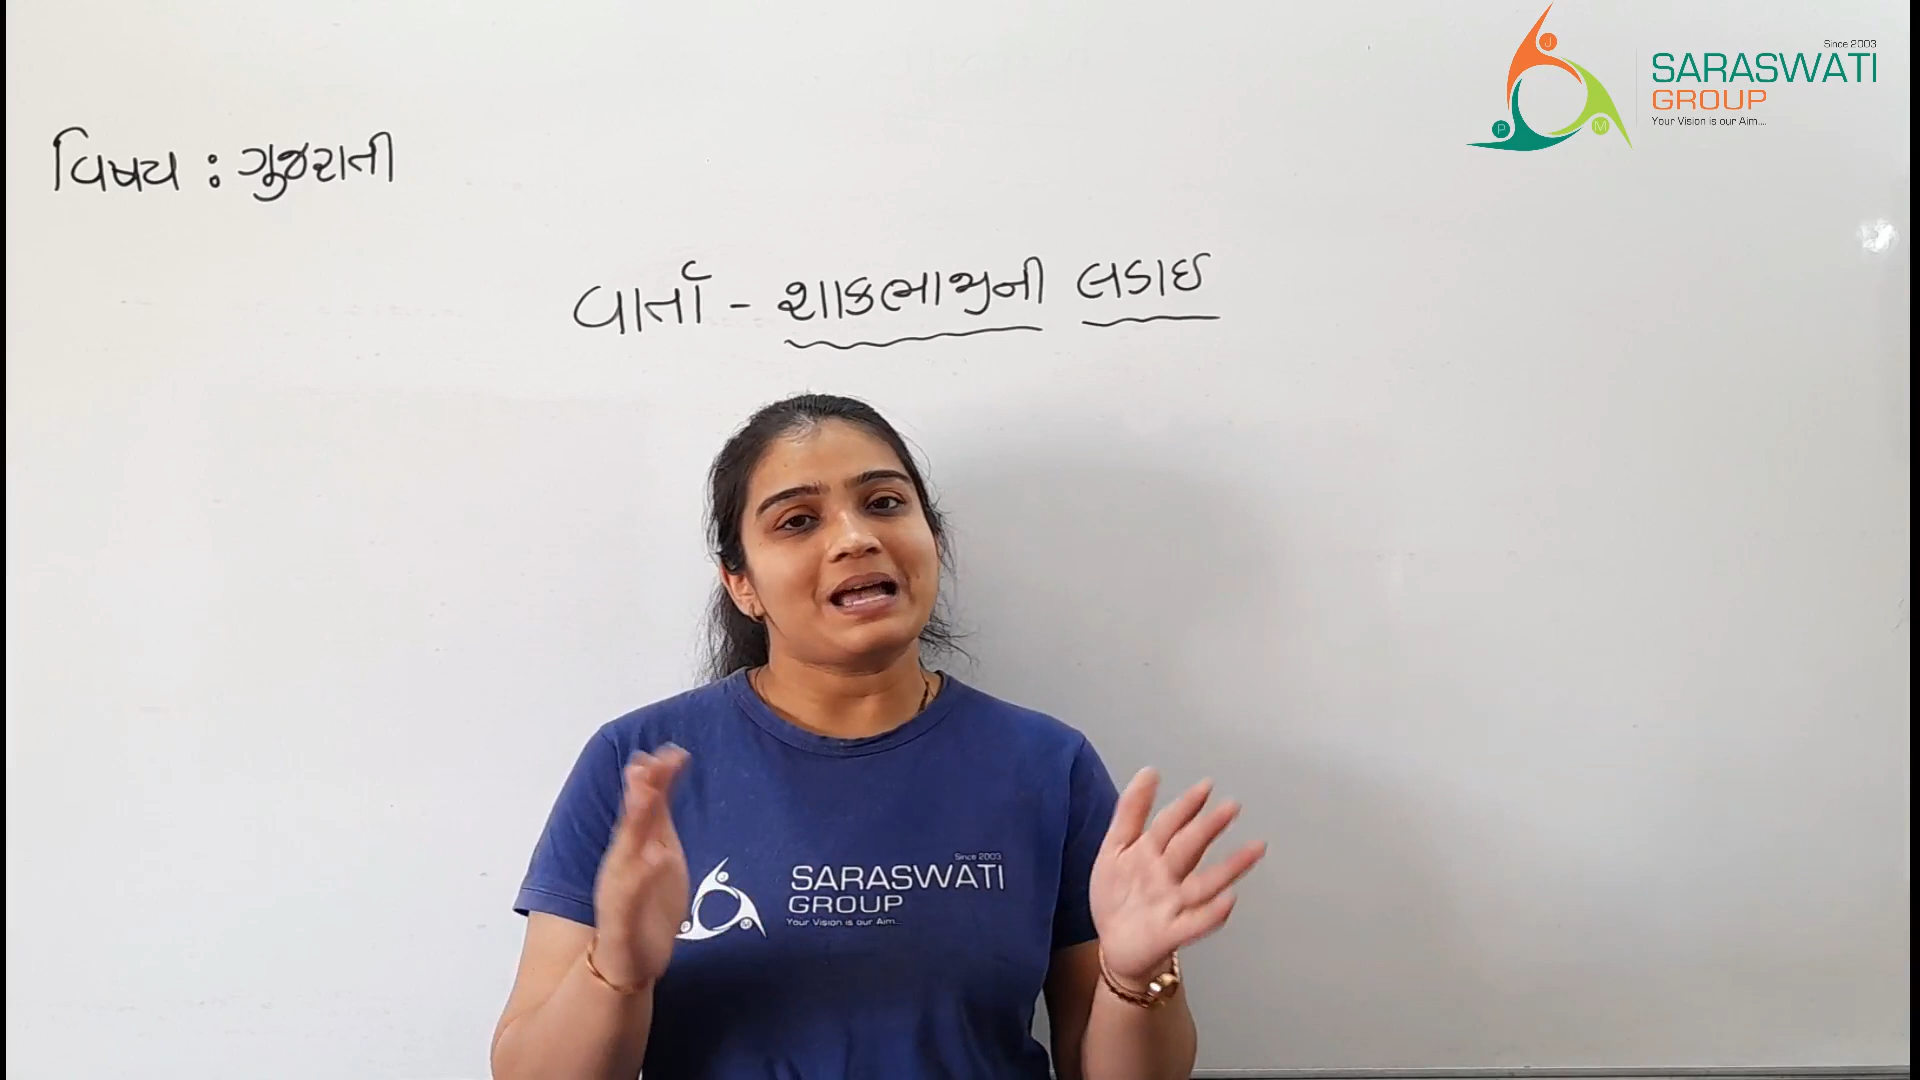 Since 2003
SARASWATI
GROUP
Your Vision is our Aim....
J
P
M
વિષય : ગુજરાતી
વાર્તા - શાકભાજીની લડાઇ
Since 2003
SARASWATI
GROUP
Your Vision is our Aim...
J
M